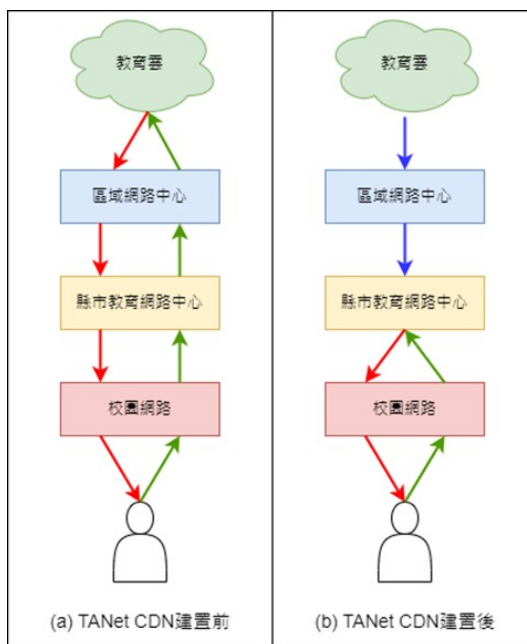 教育雲
區域網路中心
縣市教育網路中心
校園網路
(a) TANet CDN建置前
教育雲
區域網路中心
縣市教育網路中心
校園網路
(b) TANet CDN建置後